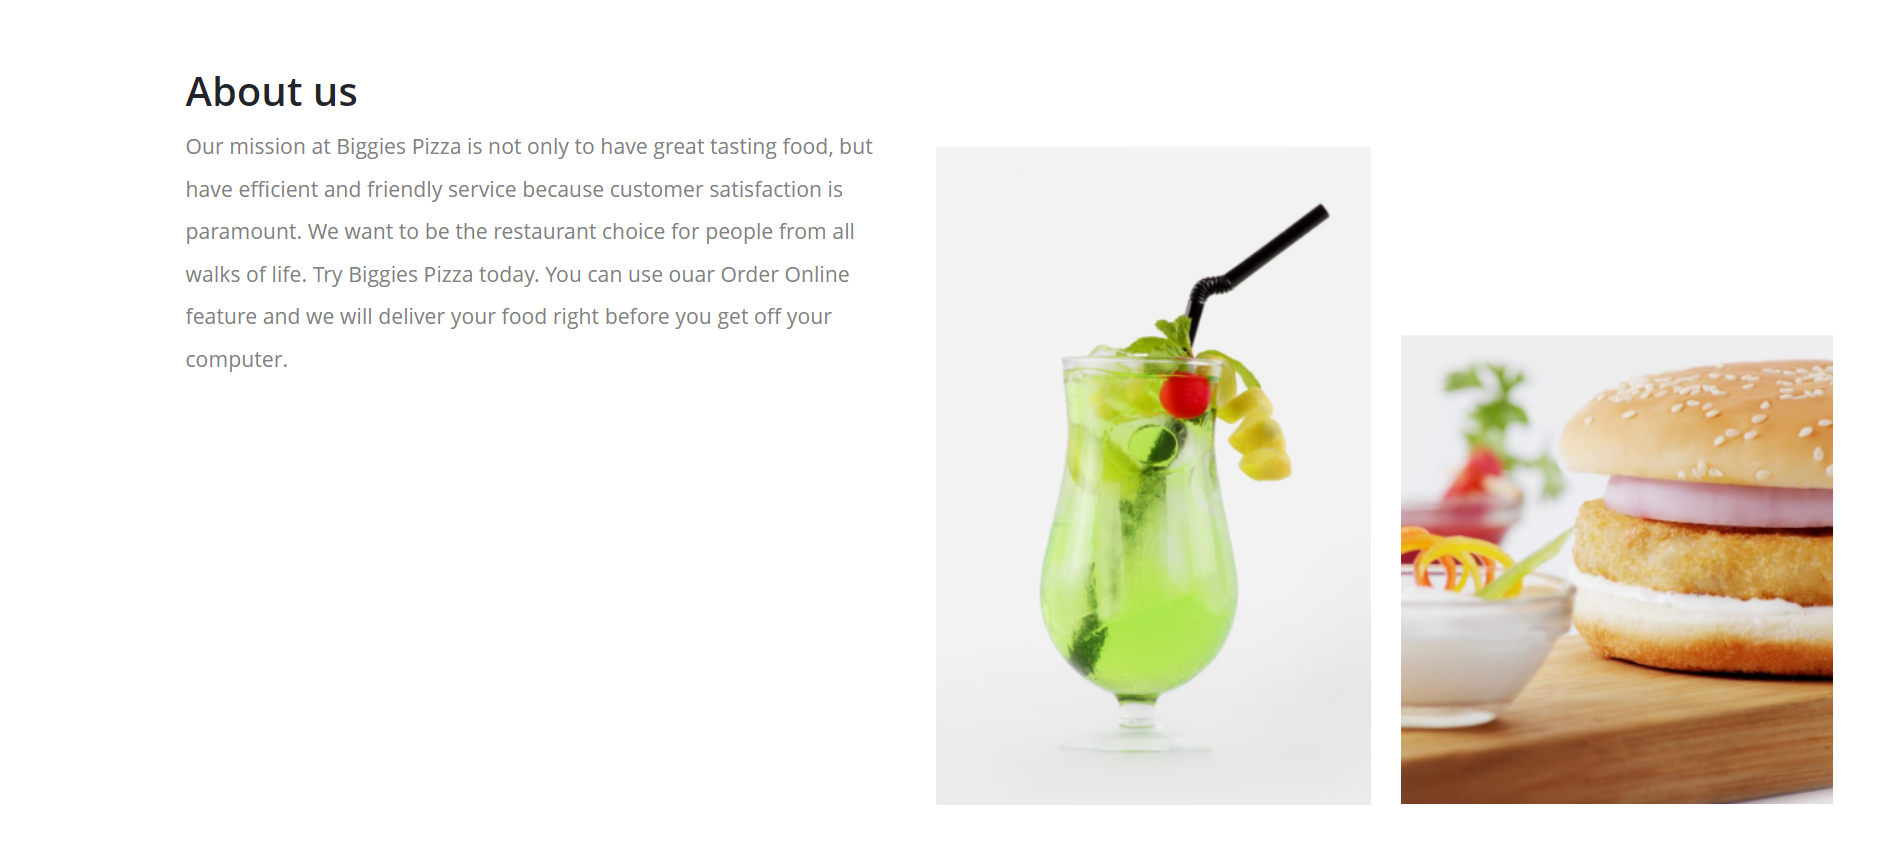 About us
Our mission at Biggies Pizza is not only to have great tasting food, but
have efficient and friendly service because customer satisfaction is
paramount. We want to be the restaurant choice for people from all
walks of life. Try Biggies Pizza today. You can use ouar Order Online
feature and we will deliver your food right before you get off your
computer.